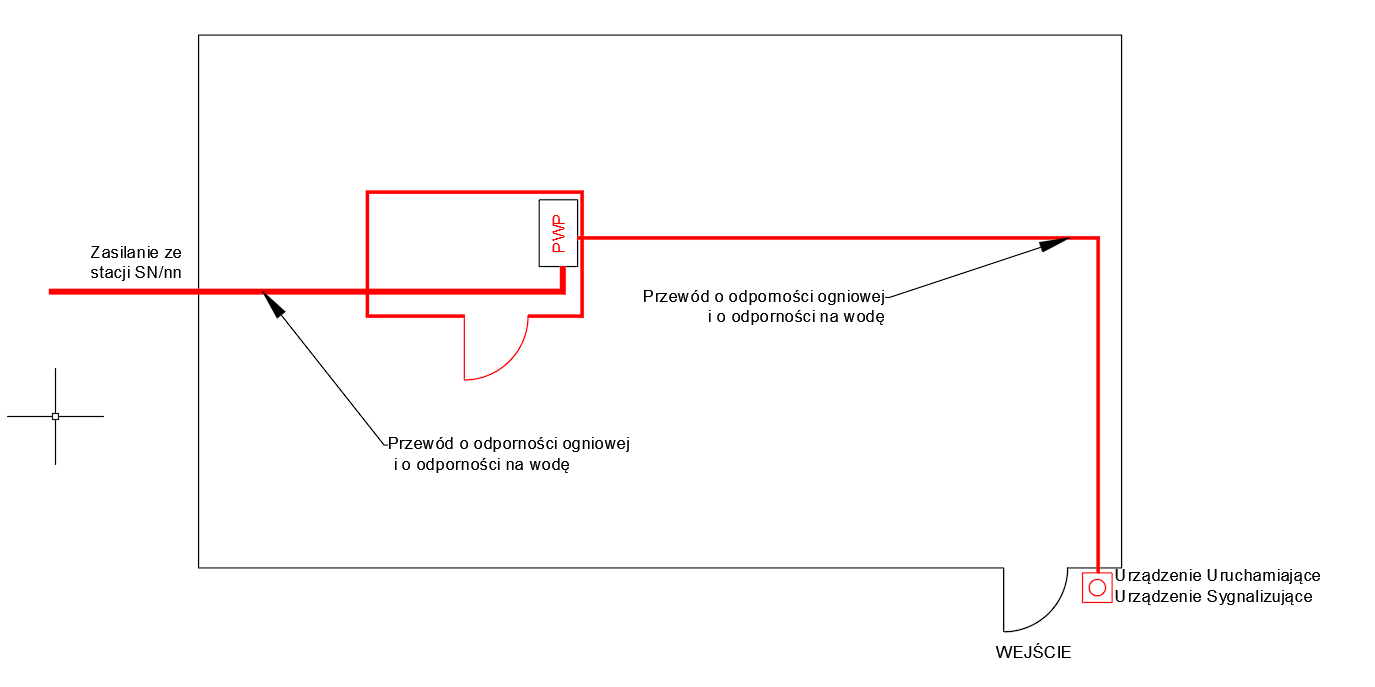 PWP
Zasilanie ze
stacji SN/nn
Przewód o odporności ogniowej
i o odporności na wodę
Przewód o odporności ogniowej
i o odporności na wodę
Urządzenie Uruchamiające
Urządzenie Sygnalizujące
WEJŚCIE